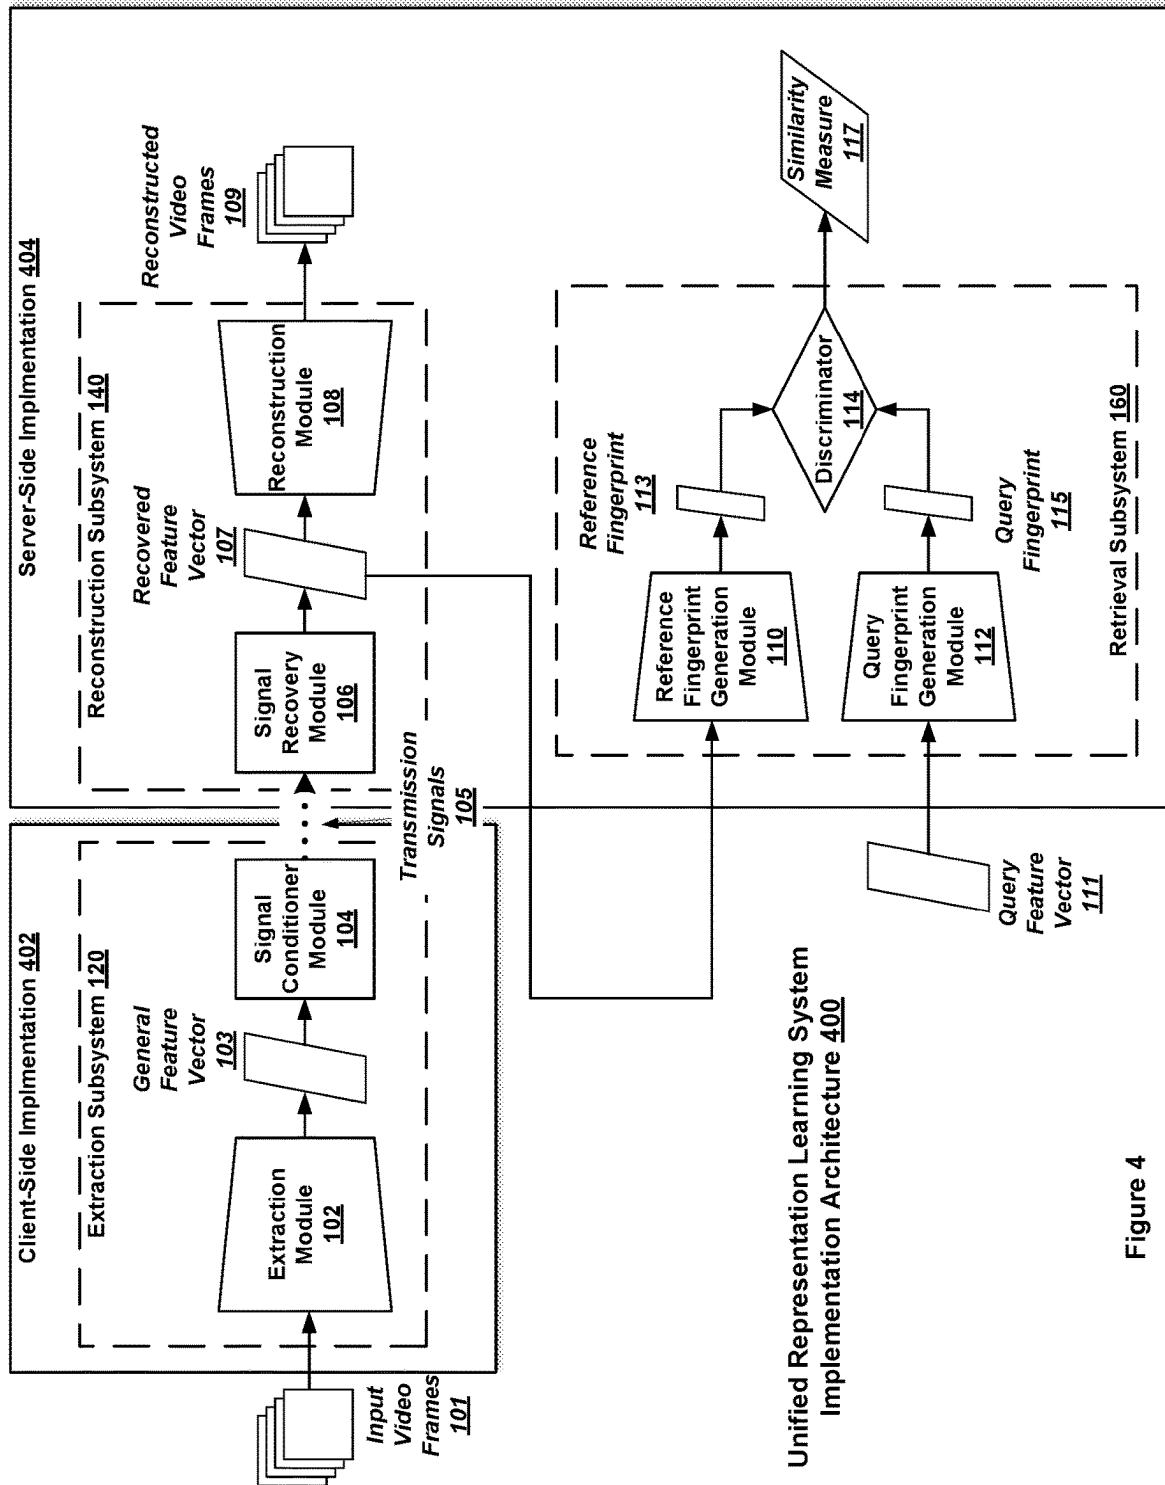 Client-Side Implmentation 402
Extraction Subsystem 120
Input
Video
Frames
101
Extraction
Module
102
General
Feature
Vector
103
Signal
Conditioner
Module
104
Transmission
Signals
105
Server-Side Implmentation 404
Reconstruction Subsystem 140
Signal
Recovery
Module
106
Recovered
Feature
Vector
107
Reconstruction
Module
108
Reconstructed
Video
Frames
109
Query
Feature
Vector
111
Reference
Fingerprint
Generation
Module
110
Query
Fingerprint
Generation
Module
112
Reference
Fingerprint
113
Query
Fingerprint
115
Discriminator
114
Similarity
Measure
117
Retrieval Subsystem 160
Unified Representation Learning System
Implementation Architecture 400
Figure 4